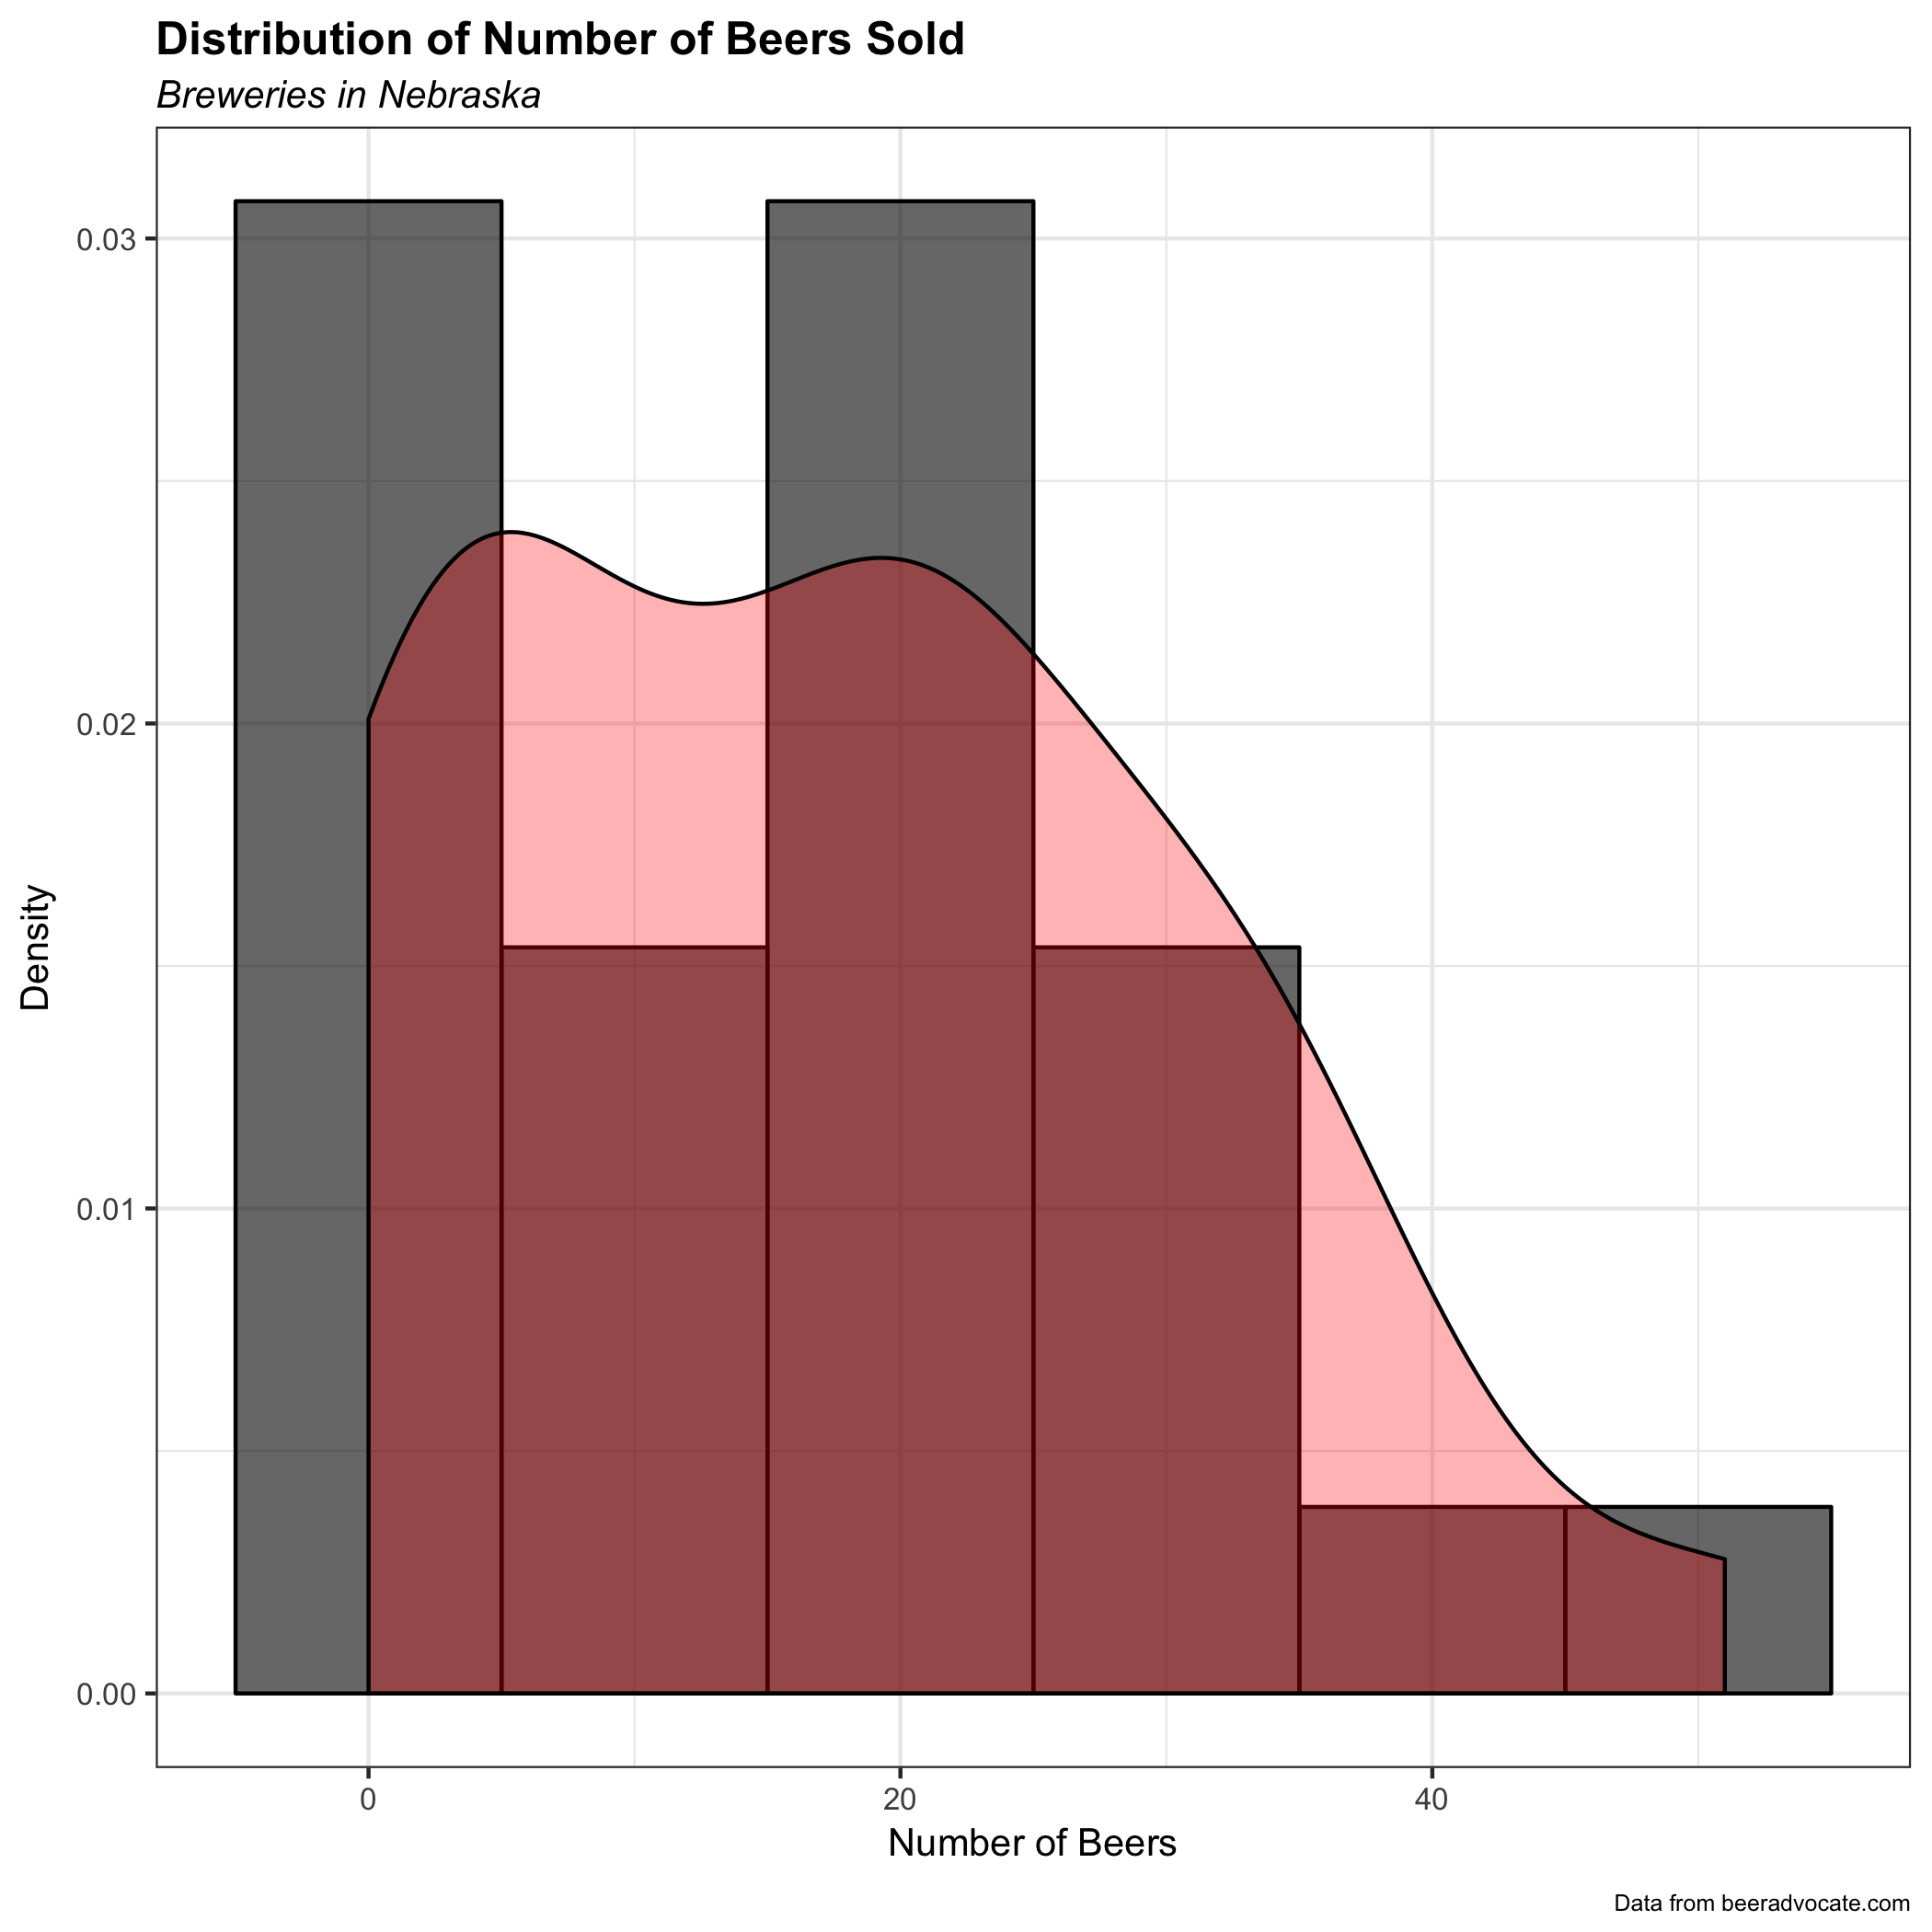 Distribution of Number of Beers Sold
Breweries in Nebraska
0.03
0.02
0.01
0.00
Density
0
20
40
Number of Beers
Data from beeradvocate.com